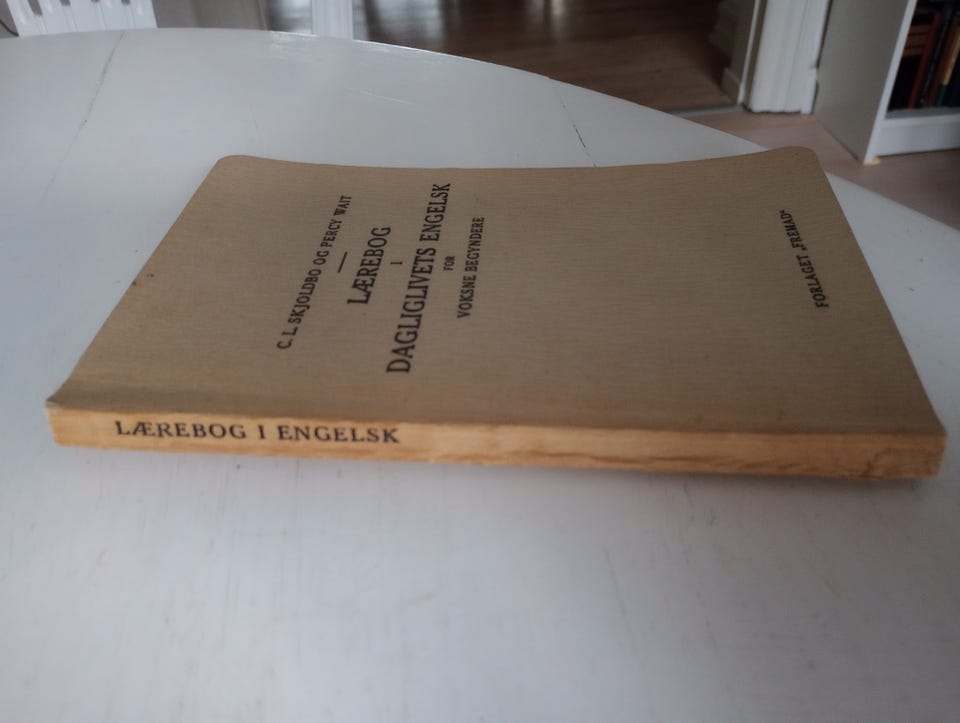 C. L. SKJOLDBO OG PERCY WAIT
LÆREBOG
I
DAGLIGLIVETS ENGELSK
FOR
VOKSNE BEGYNDERE
FORLAGET „FREMAD“
LÆREBOG I ENGELSK